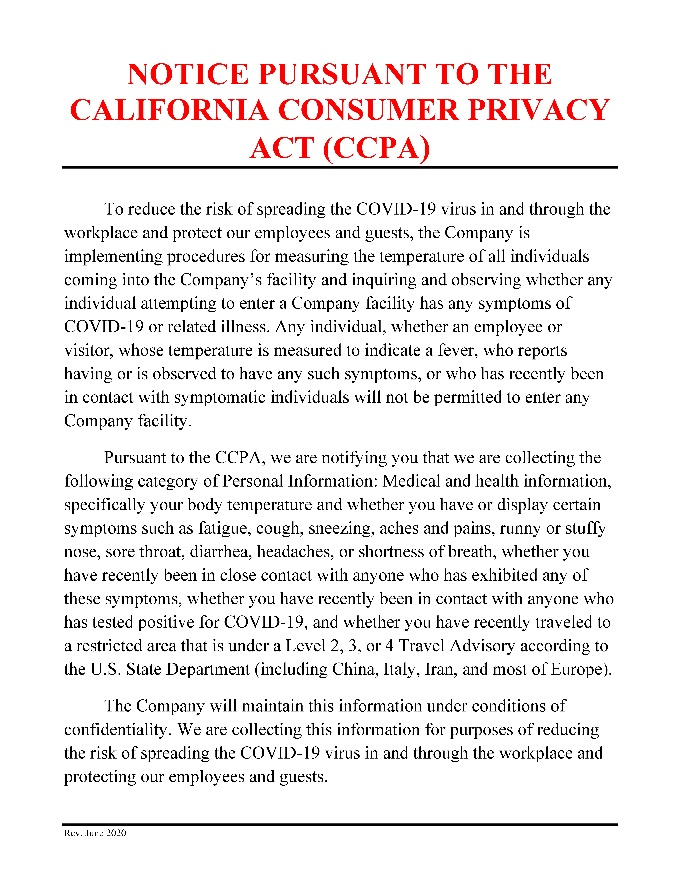 NOTICE PURSUANT TO THE
CALIFORNIA CONSUMER PRIVACY
ACT (CCPA)
To reduce the risk of spreading the COVID-19 virus in and through the
workplace and protect our employees and guests, the Company is
implementing procedures for measuring the temperature of all individuals
coming into the Company’s facility and inquiring and observing whether any
individual attempting to enter a Company facility has any symptoms of
COVID-19 or related illness. Any individual, whether an employee or
visitor, whose temperature is measured to indicate a fever, who reports
having or is observed to have any such symptoms, or who has recently been
in contact with symptomatic individuals will not be permitted to enter any
Company facility.
Pursuant to the CCPA, we are notifying you that we are collecting the
following category of Personal Information: Medical and health information,
specifically your body temperature and whether you have or display certain
symptoms such as fatigue, cough, sneezing, aches and pains, runny or stuffy
nose, sore throat, diarrhea, headaches, or shortness of breath, whether you
have recently been in close contact with anyone who has exhibited any of
these symptoms, whether you have recently been in contact with anyone who
has tested positive for COVID-19, and whether you have recently traveled to
a restricted area that is under a Level 2, 3, or 4 Travel Advisory according to
the U.S. State Department (including China, Italy, Iran, and most of Europe).
The Company will maintain this information under conditions of
confidentiality. We are collecting this information for purposes of reducing
the risk of spreading the COVID-19 virus in and through the workplace and
protecting our employees and guests.
Rev. June 2020